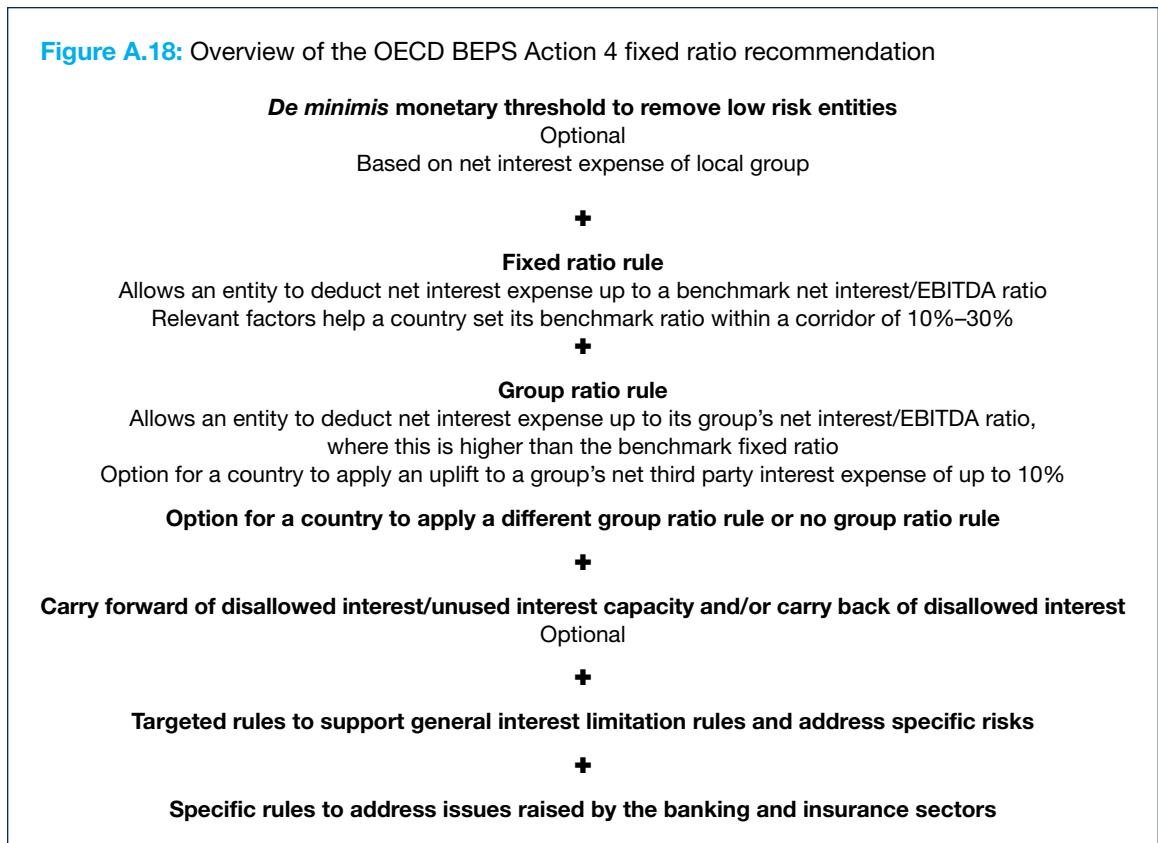 Figure A.18: Overview of the OECD BEPS Action 4 fixed ratio recommendation
De minimis monetary threshold to remove low risk entities
Optional
Based on net interest expense of local group
+
Fixed ratio rule
Allows an entity to deduct net interest expense up to a benchmark net interest/EBITDA ratio
Relevant factors help a country set its benchmark ratio within a corridor of 10%–30%
+
Group ratio rule
Allows an entity to deduct net interest expense up to its group’s net interest/EBITDA ratio,
where this is higher than the benchmark fixed ratio
Option for a country to apply an uplift to a group’s net third party interest expense of up to 10%
Option for a country to apply a different group ratio rule or no group ratio rule
+
Carry forward of disallowed interest/unused interest capacity and/or carry back of disallowed interest
Optional
+
Targeted rules to support general interest limitation rules and address specific risks
+
Specific rules to address issues raised by the banking and insurance sectors